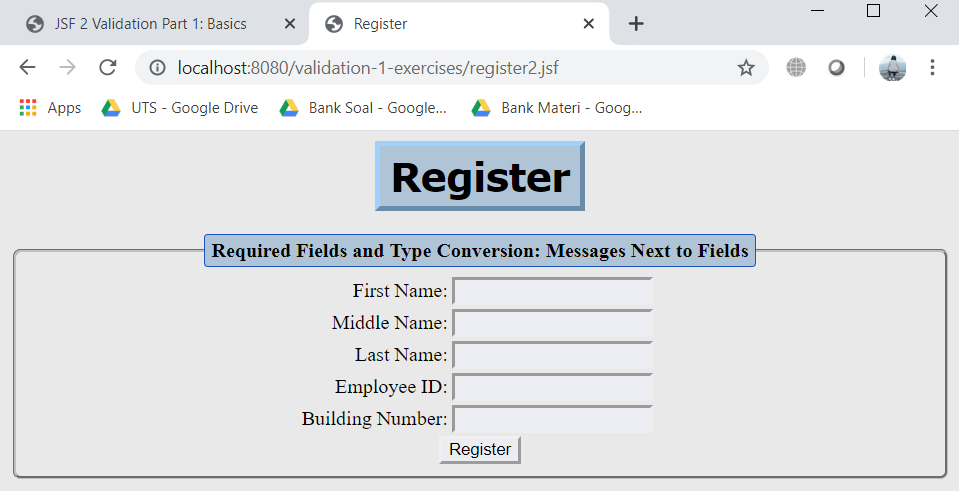 JSF 2 Validation Part 1: Basics
Register
localhost:8080/validation-1-exercises/register2.jsf
Apps
UTS - Google Drive
Bank Soal - Google...
Bank Materi - Goog...
Register
Required Fields and Type Conversion: Messages Next to Fields
First Name:
Middle Name:
Last Name:
Employee ID:
Building Number:
Register